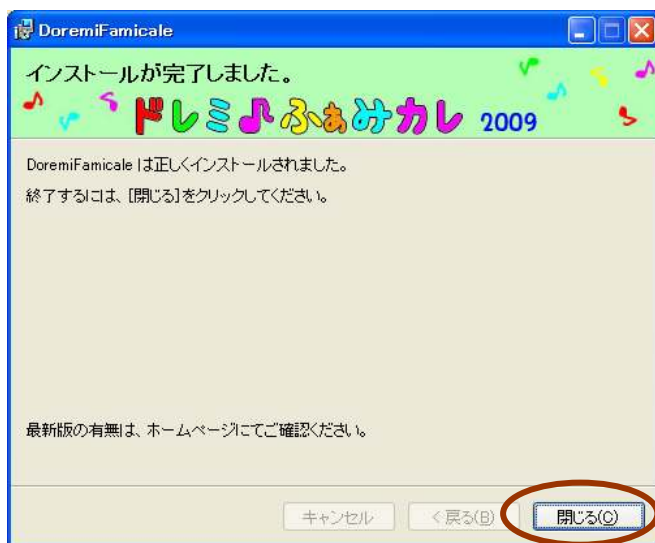 DoremiFamicale
インストールが完了しました。
ドレミ♪ふぁみカレ 2009
DoremiFamicale は正しくインストールされました。
終了するには、[閉じる]をクリックしてください。
最新版の有無は、ホームページにてご確認ください。
キャンセル
< 戻る(B)
閉じる(C)